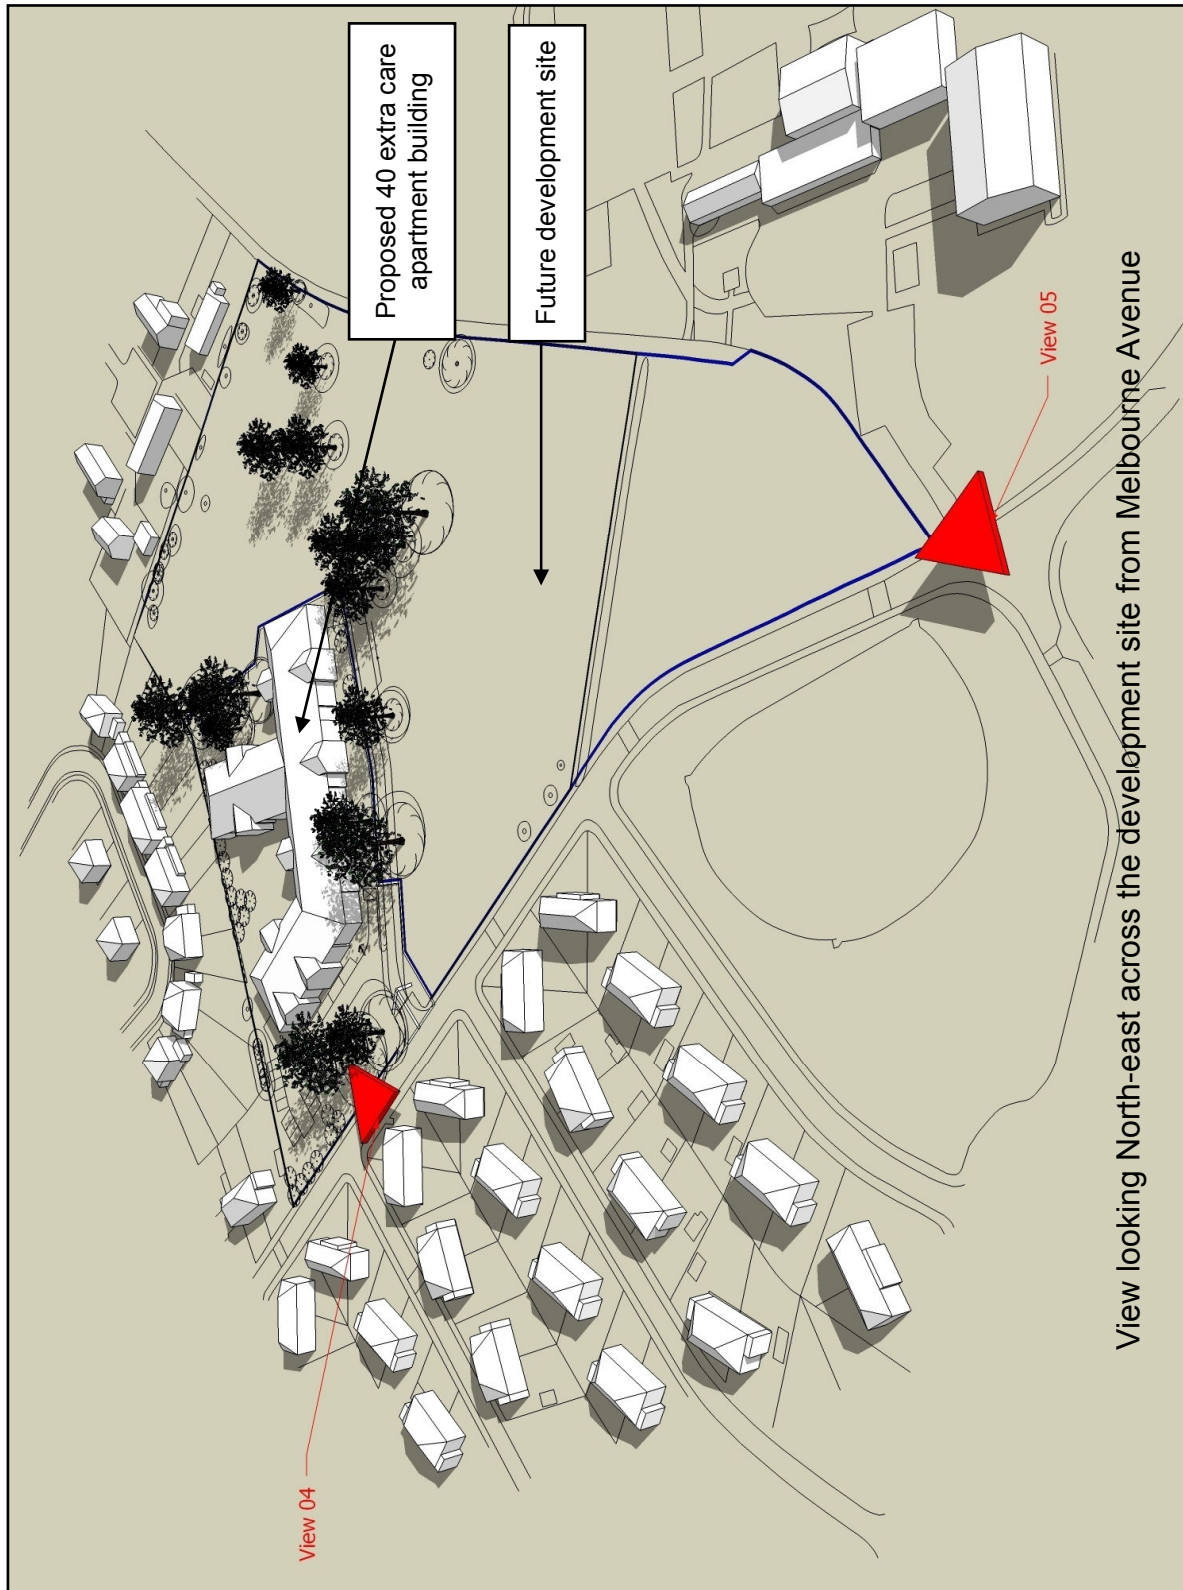 Proposed 40 extra care
apartment building
Future development site
View 05
View 04
View looking North-east across the development site from Melbourne Avenue